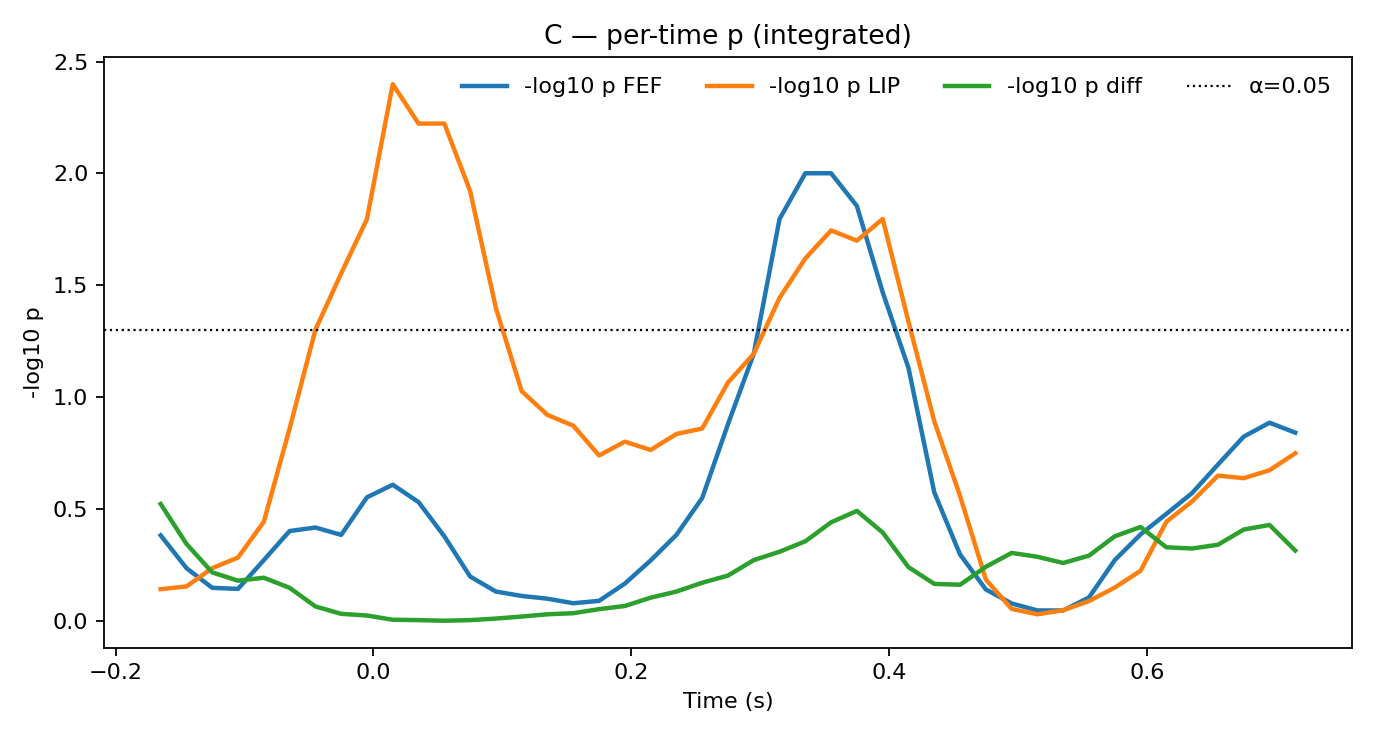 C — per-time p (integrated)
-log10 p FEF
-log10 p LIP
-log10 p diff
α=0.05
2.5
2.0
1.5
1.0
0.5
0.0
-log10 p
−0.2
0.0
0.2
0.4
0.6
Time (s)